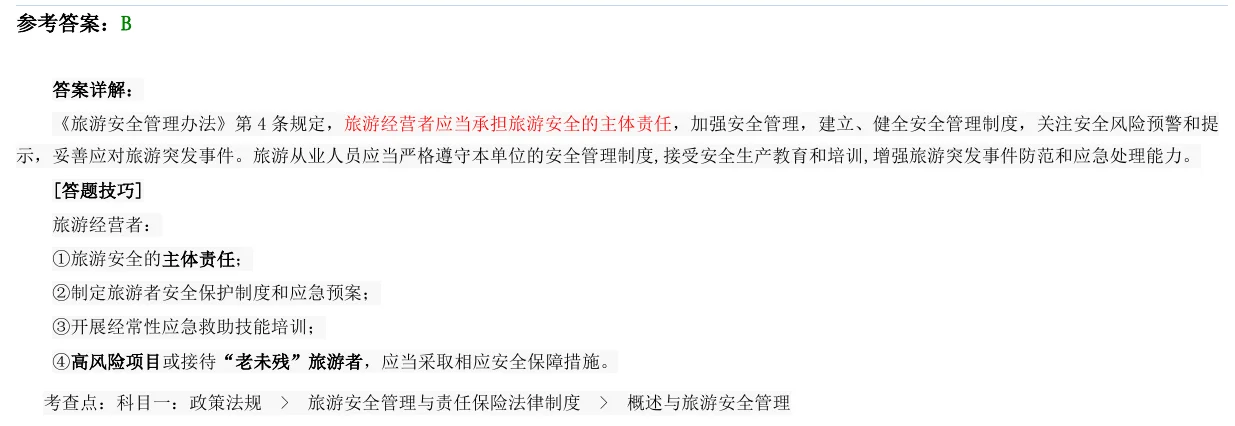 参考答案：B
答案详解：
《旅游安全管理办法》第 4 条规定，旅游经营者应当承担旅游安全的主体责任，加强安全管理，建立、健全安全管理制度，关注安全风险预警和提
示，妥善应对旅游突发事件。旅游从业人员应当严格遵守本单位的安全管理制度,接受安全生产教育和培训,增强旅游突发事件防范和应急处理能力。
[答题技巧]
旅游经营者：
①旅游安全的主体责任；
②制定旅游者安全保护制度和应急预案；
③开展经常性应急救助技能培训；
④高风险项目或接待“老未残”旅游者，应当采取相应安全保障措施。
考查点：科目一：政策法规 > 旅游安全管理与责任保险法律制度 > 概述与旅游安全管理